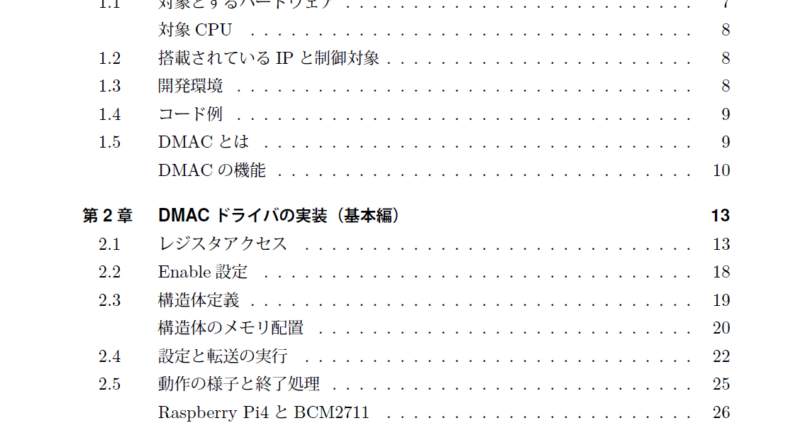 1.1 対象とするハードウェア . . . . . . . . . . . . . . . . . . . . . 7
対象 CPU . . . . . . . . . . . . . . . . . . . . . . . . . . . 8
1.2 搭載されている IP と制御対象 . . . . . . . . . . . . . . . . . . . 8
1.3 開発環境 . . . . . . . . . . . . . . . . . . . . . . . . . . . . 8
1.4 コード例 . . . . . . . . . . . . . . . . . . . . . . . . . . . . 9
1.5 DMAC とは . . . . . . . . . . . . . . . . . . . . . . . . . . 9
DMAC の機能 . . . . . . . . . . . . . . . . . . . . . . . . . 10
第 2 章 DMAC ドライバの実装（基本編） 13
2.1 レジスタアクセス . . . . . . . . . . . . . . . . . . . . . . . 13
2.2 Enable 設定 . . . . . . . . . . . . . . . . . . . . . . . . . . 18
2.3 構造体定義 . . . . . . . . . . . . . . . . . . . . . . . . . . . 19
構造体のメモリ配置 . . . . . . . . . . . . . . . . . . . . . . 20
2.4 設定と転送の実行 . . . . . . . . . . . . . . . . . . . . . . . 22
2.5 動作の様子と終了処理 . . . . . . . . . . . . . . . . . . . . . 25
Raspberry Pi4 と BCM2711 . . . . . . . . . . . . . . . . . . . 26